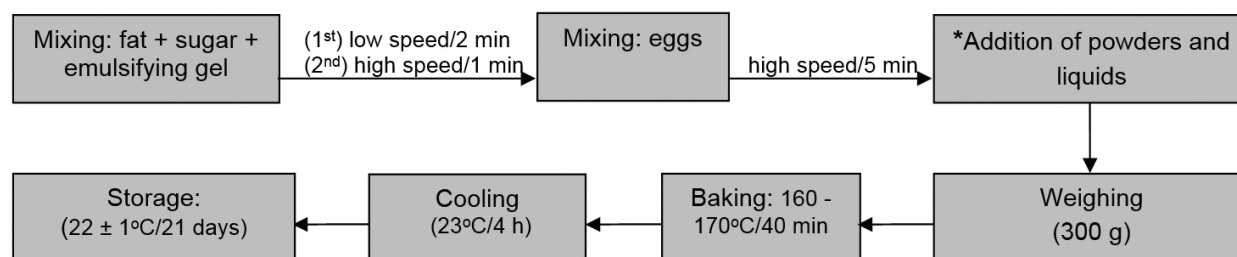 Mixing: fat + sugar +
emulsifying gel
(1st) low speed/2 min
(2nd) high speed/1 min
Mixing: eggs
high speed/5 min
*Addition of powders and
liquids
Weighing
(300 g)
Baking: 160 -
170ºC/40 min
Cooling
(23ºC/4 h)
Storage:
(22 ± 1ºC/21 days)